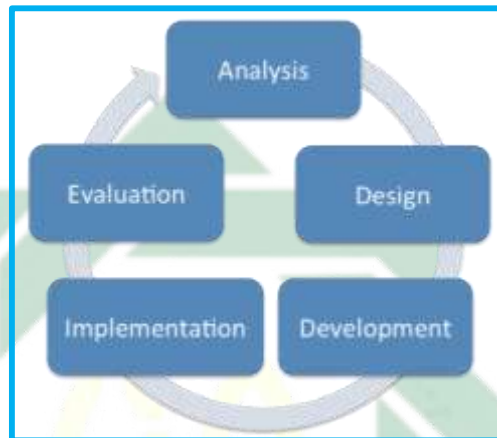 Analysis
Design
Development
Implementation
Evaluation